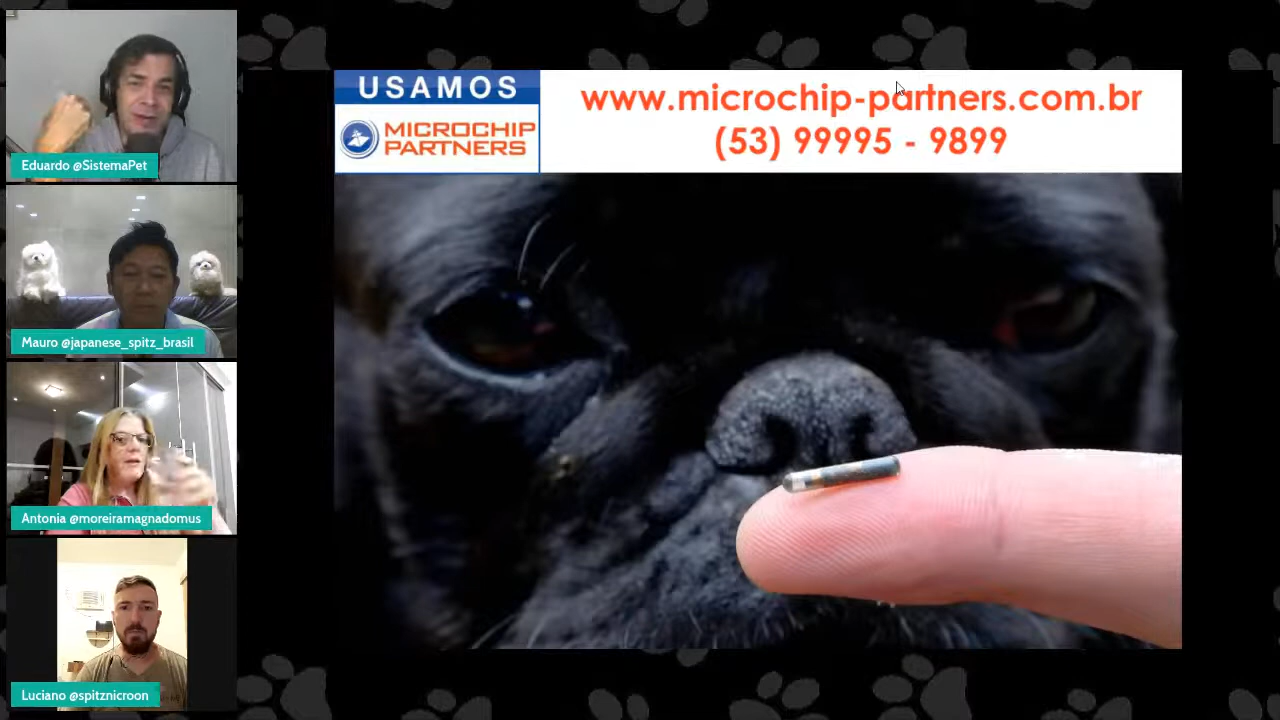 Eduardo @SistemaPet
Mauro @japanese_spitz_brasil
Antonia @moreiramagnadomus
Luciano @spitznicroon
USAMOS
MICROCHIP
PARTNERS
www.microchip-partners.com.br
(53) 99995 - 9899